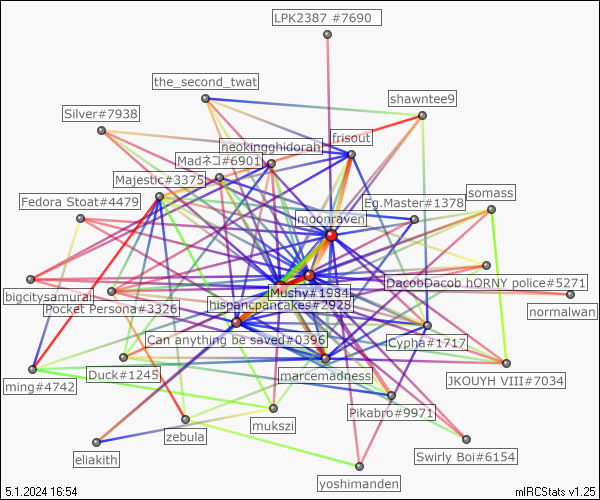 LPK2387 #7690
the_second_twat
shawntee9
Silver#7938
frisout
neokingghidorah
Madネコ#6901
Majestic#3375
somass
Fedora Stoat#4479
Eg.Master#1378
moonraven
DacobDacob hORNY police#5271
Mushy#1984
bigcitysamurai
hispancpancakes#2928
Pocket Persona#3326
normalwan
Can anything be saved#0396
Cypha#1717
Duck#1245
marcemadness
JKOUYH VIII#7034
ming#4742
Pikabro#9971
mukszi
zebula
Swirly Boi#6154
eliakith
yoshimanden
5.1.2024 16:54
mIRCStats v1.25